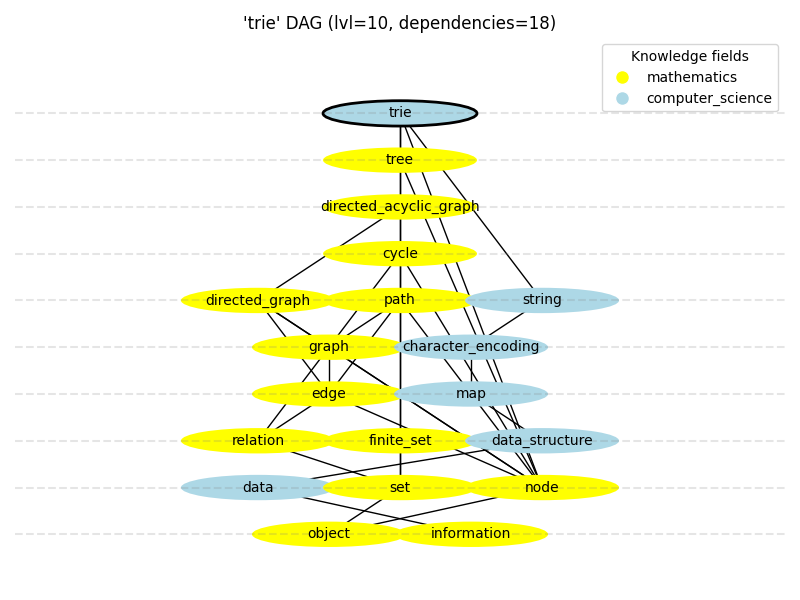 'trie' DAG (lvl=10, dependencies=18)
Knowledge fields
mathematics
computer_science
trie
tree
directed_acyclic_graph
cycle
directed_graph
path
string
graph
character_encoding
edge
map
relation
finite_set
data_structure
data
set
node
object
information